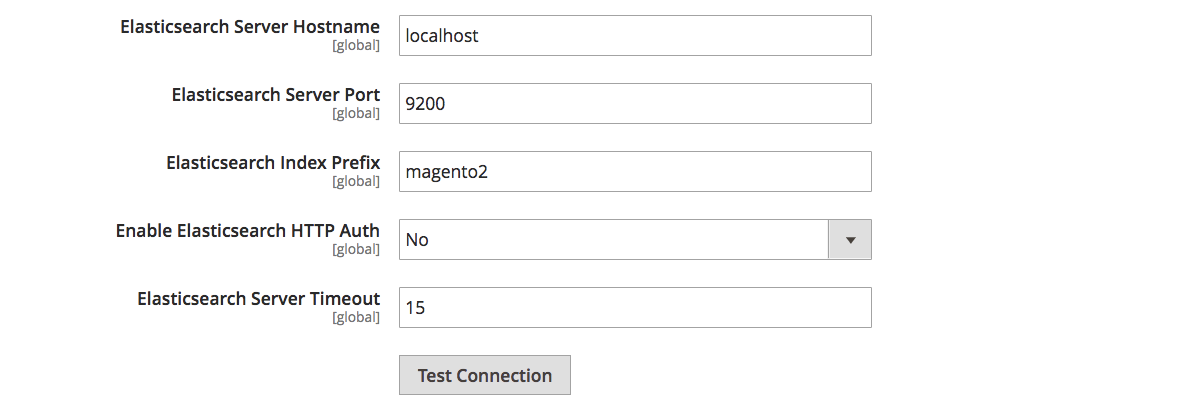 Elasticsearch Server Hostname
[global]
localhost
Elasticsearch Server Port
[global]
9200
Elasticsearch Index Prefix
[global]
magento2
Enable Elasticsearch HTTP Auth
[global]
No
Elasticsearch Server Timeout
[global]
15
Test Connection